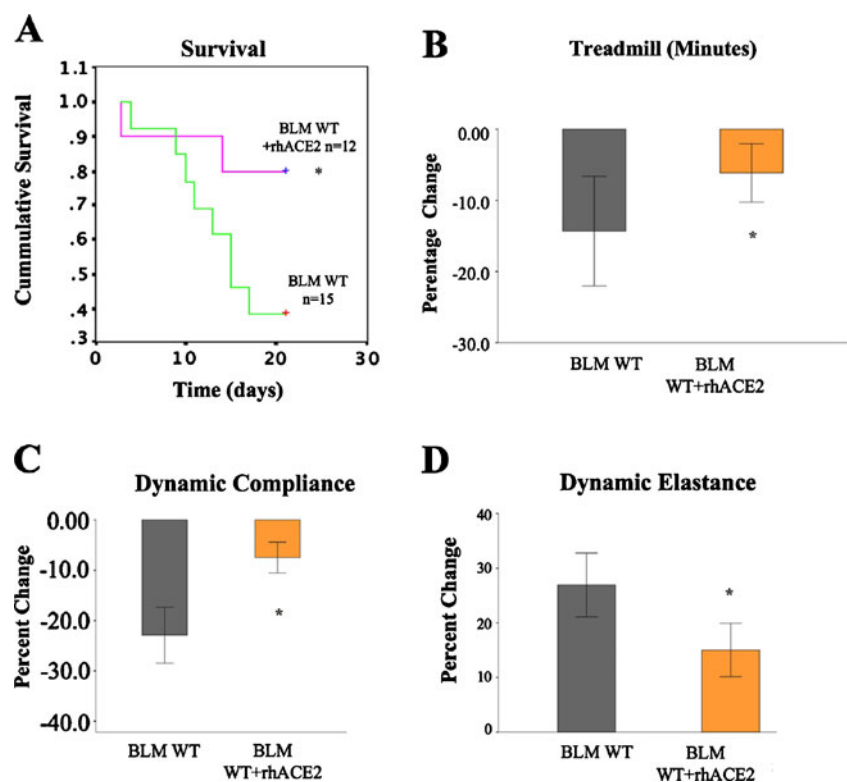 A
Survival
1.1
1.0
.9
.8
.7
.6
.5
.4
.3
0
10
20
30
Cummulative Survival
Time (days)
BLM WT
+rhACE2 n=12
*
BLM WT
n=15
B
Treadmill (Minutes)
0.00
-10.0
-20.0
-30.0
Perentage Change
*
BLM WT
BLM
WT+rhACE2
C
Dynamic Compliance
0.00
-10.0
-20.0
-30.0
-40.0
Percent Change
*
BLM WT
BLM
WT+rhACE2
D
Dynamic Elastance
40
30
20
10
0
Percent Change
*
BLM WT
BLM
WT+rhACE2